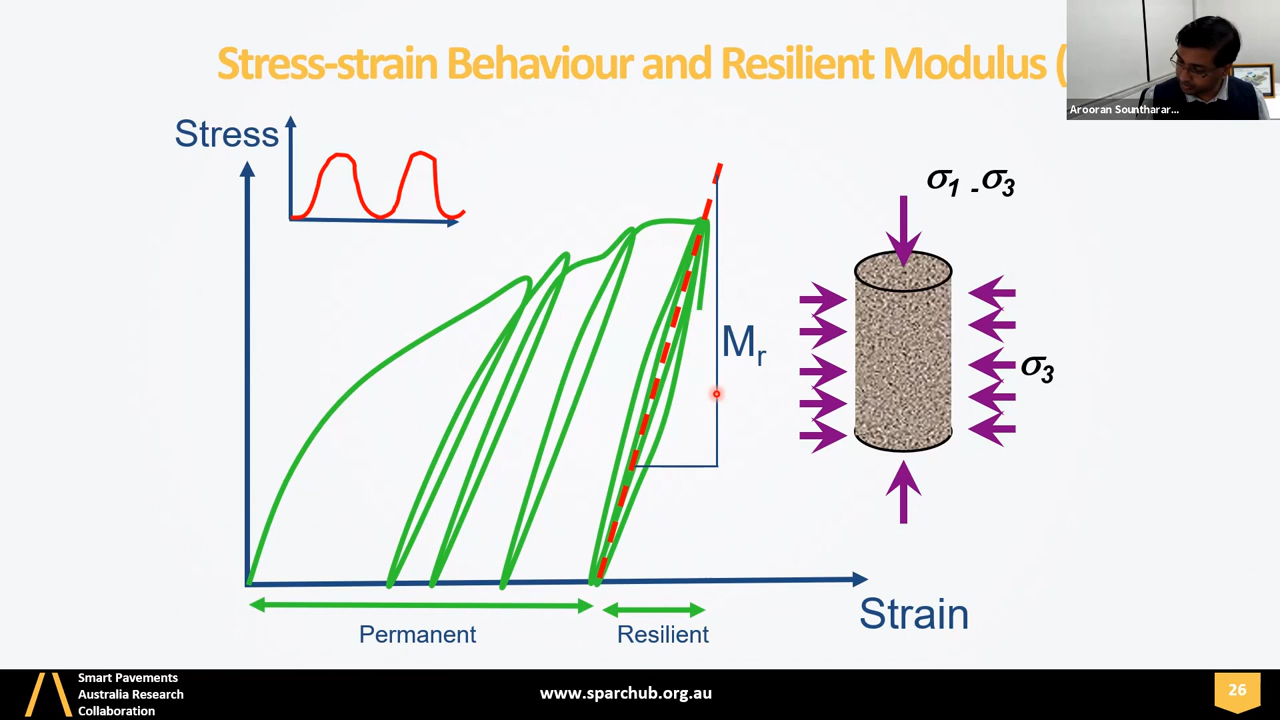 Stress-strain Behaviour and Resilient Modulus (
Arooran Sountharar...
Stress
σ1 - σ3
Mr
σ3
Strain
Permanent
Resilient
Smart Pavements
Australia Research
Collaboration
www.sparchub.org.au
26